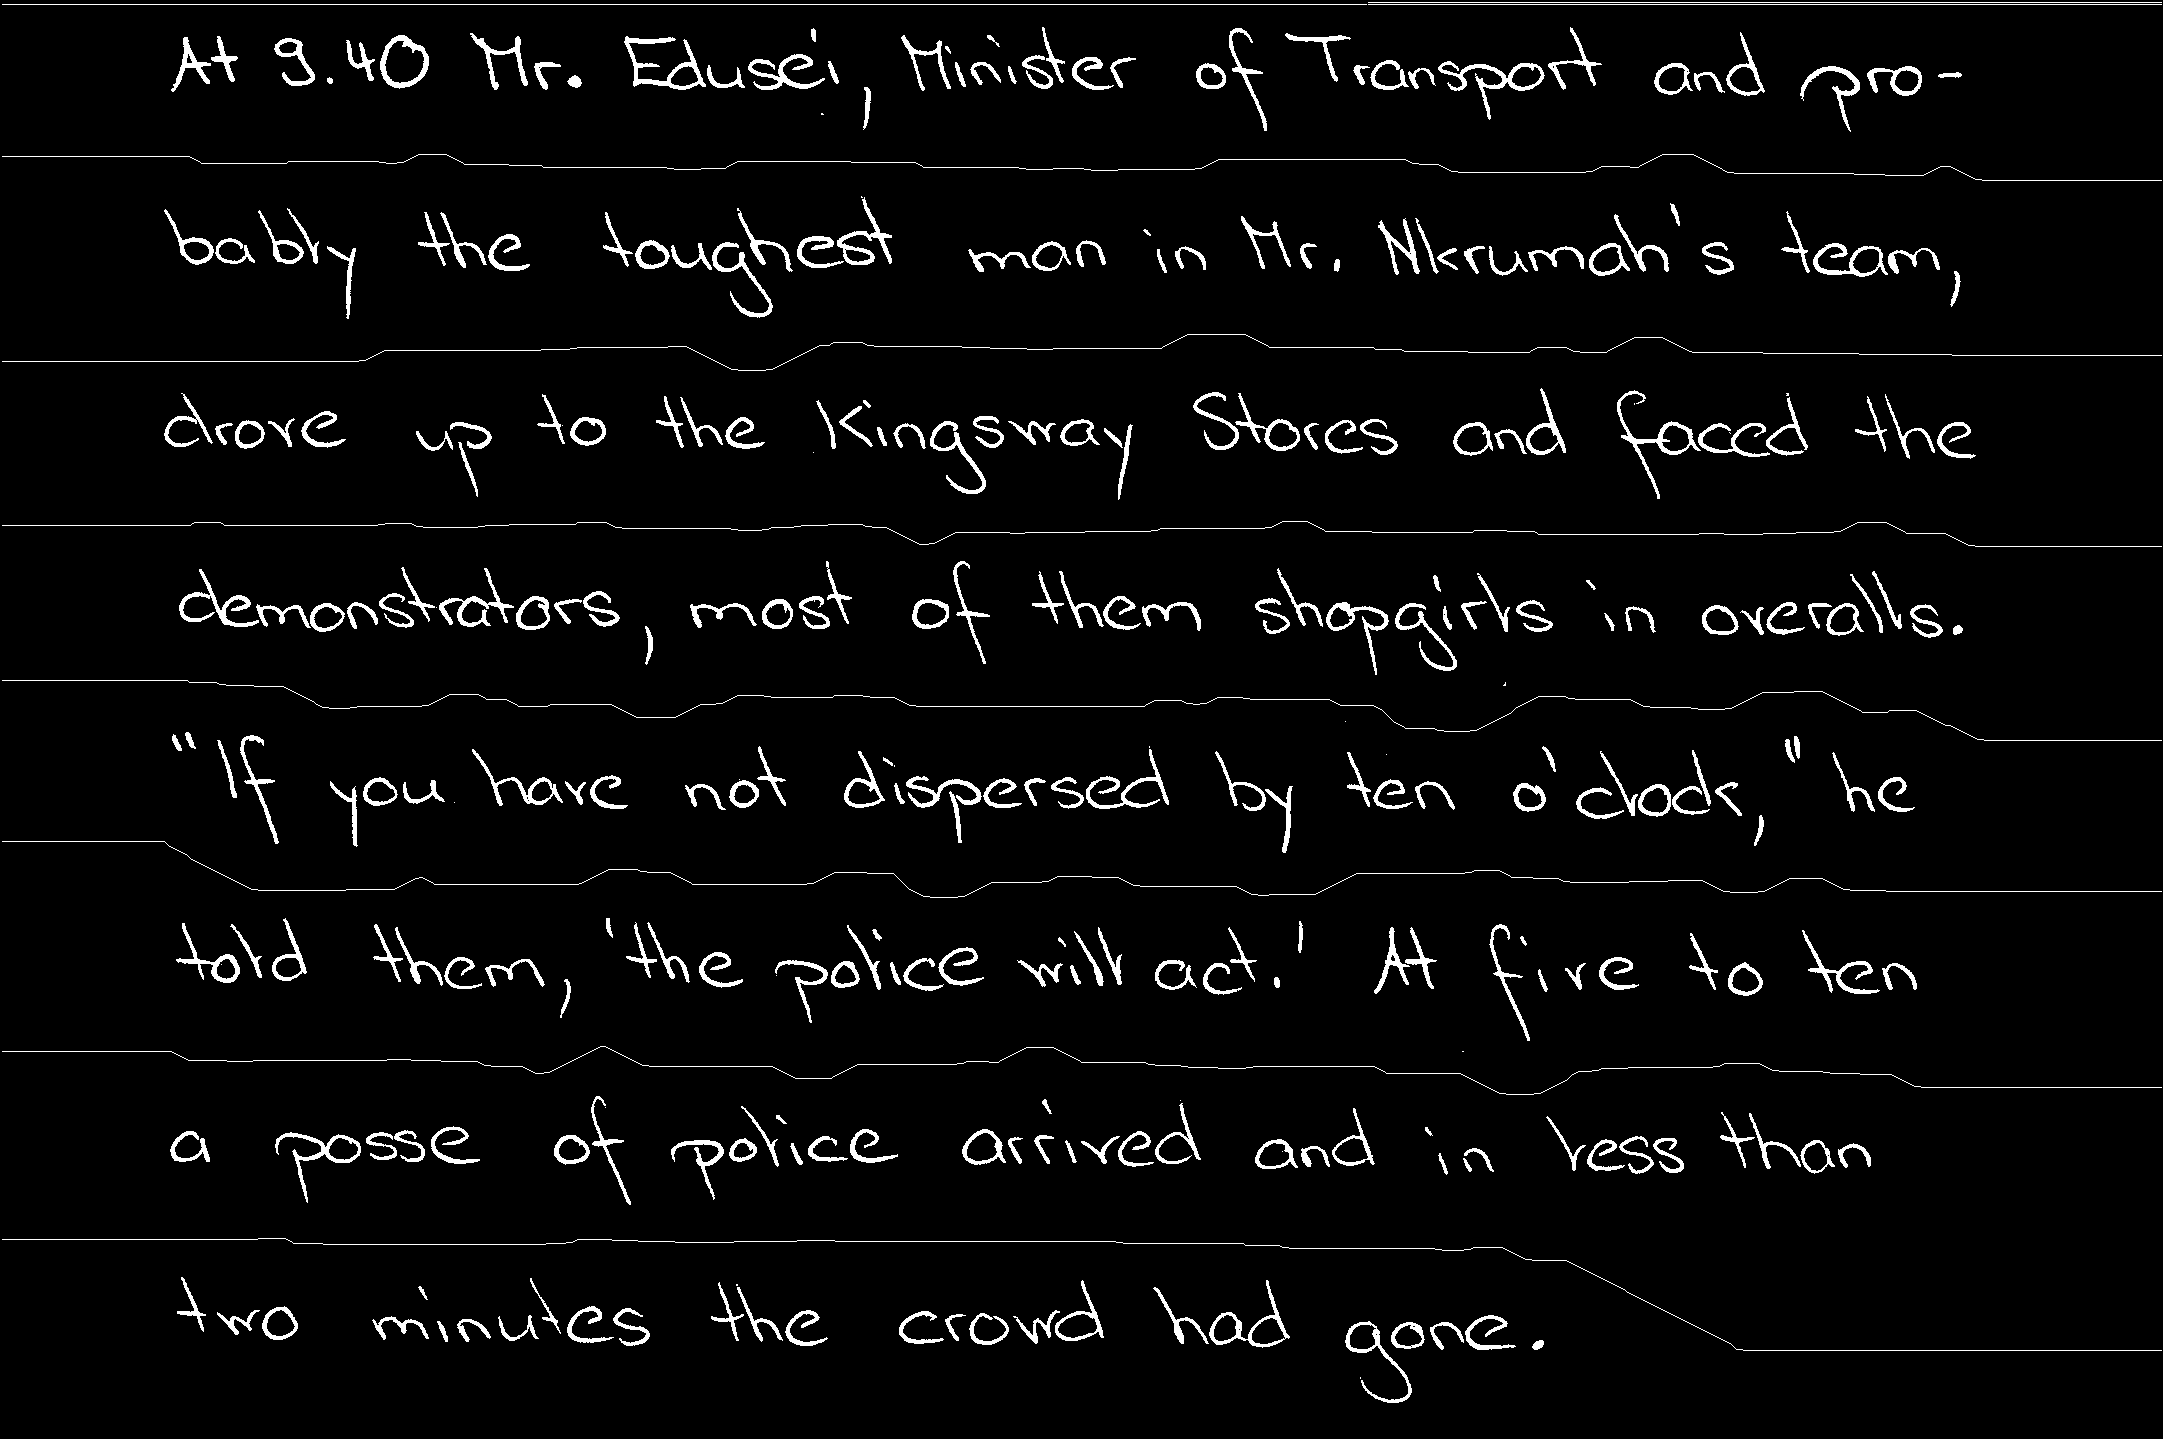 At 9.40 Mr. Edusei, Minister of Transport and pro-
bably the toughest man in Mr. Nkrumah's team,
drove up to the Kingsway Stores and faced the
demonstrators, most of them shopgirls in overalls.
"If you have not dispersed by ten o'clock," he
told them, 'the police will act.' At five to ten
a posse of police arrived and in less than
two minutes the crowd had gone.